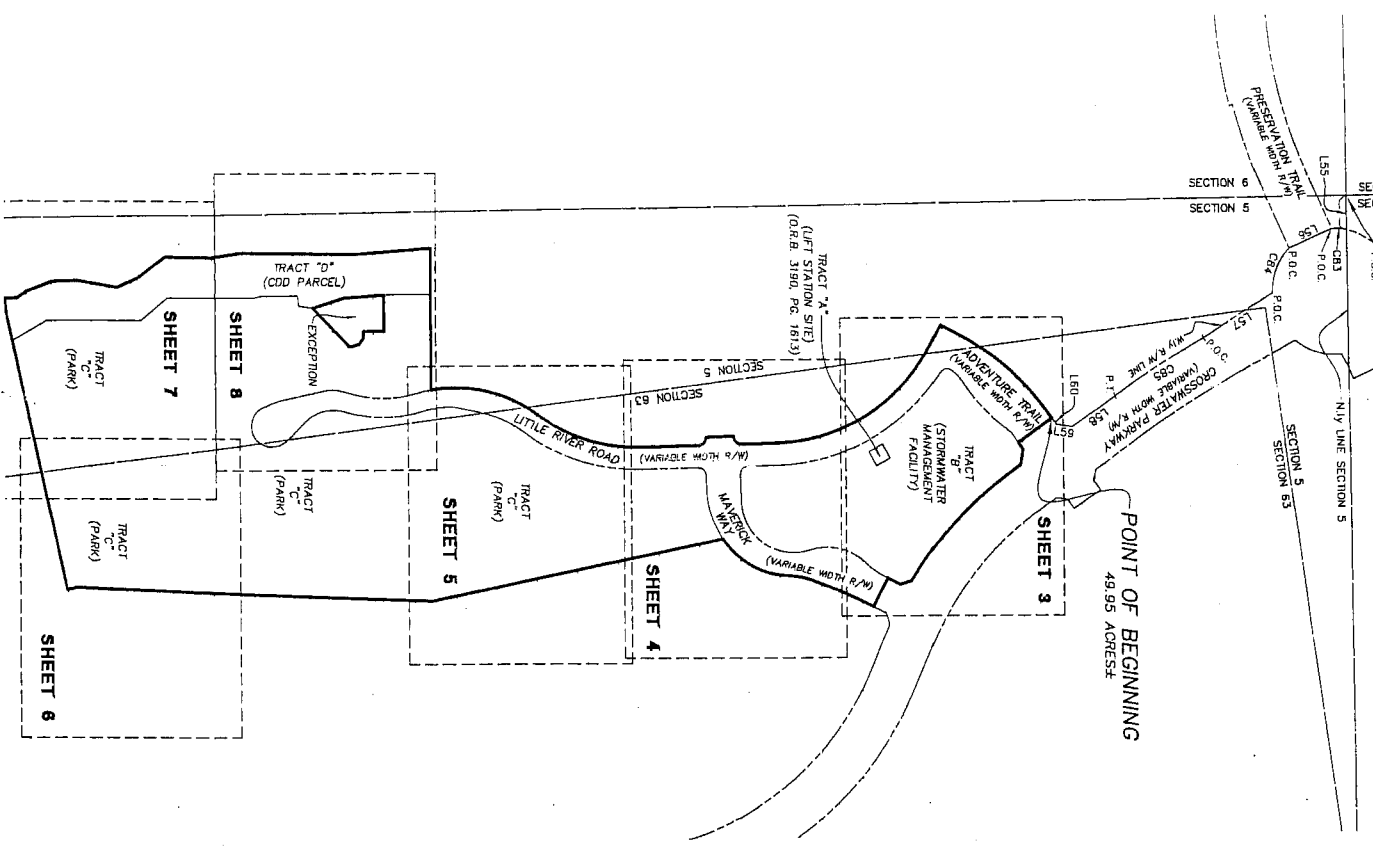 PRESERVATION TRAIL
(VARIABLE WIDTH R/W)
L55
SECTION 6
SECTION 5
L56
CB3
P.O.C.
P.O.C.
CB4
P.O.C.
L57
P.O.C.
W'ly R/W LINE
CB5
P.T.
L58
CROSSWATER PARKWAY
(VARIABLE WIDTH R/W)
N'ly LINE SECTION 5
SECTION 5
SECTION 63
L60
L59
POINT OF BEGINNING
49.95 ACRES±
SHEET 3
ADVENTURE TRAIL
(VARIABLE WIDTH R/W)
TRACT
"B"
(STORMWATER
MANAGEMENT
FACILITY)
TRACT "A"
(LIFT STATION SITE)
(O.R.B. 3190, PG. 1613)
SECTION 5
SECTION 63
(VARIABLE WIDTH R/W)
MAVERICK
WAY
(VARIABLE WIDTH R/W)
SHEET 4
LITTLE RIVER ROAD
TRACT
"C"
(PARK)
SHEET 5
TRACT "D"
(CDD PARCEL)
EXCEPTION
SHEET 8
TRACT
"C"
(PARK)
SHEET 7
TRACT
"C"
(PARK)
TRACT
"C"
(PARK)
SHEET 6